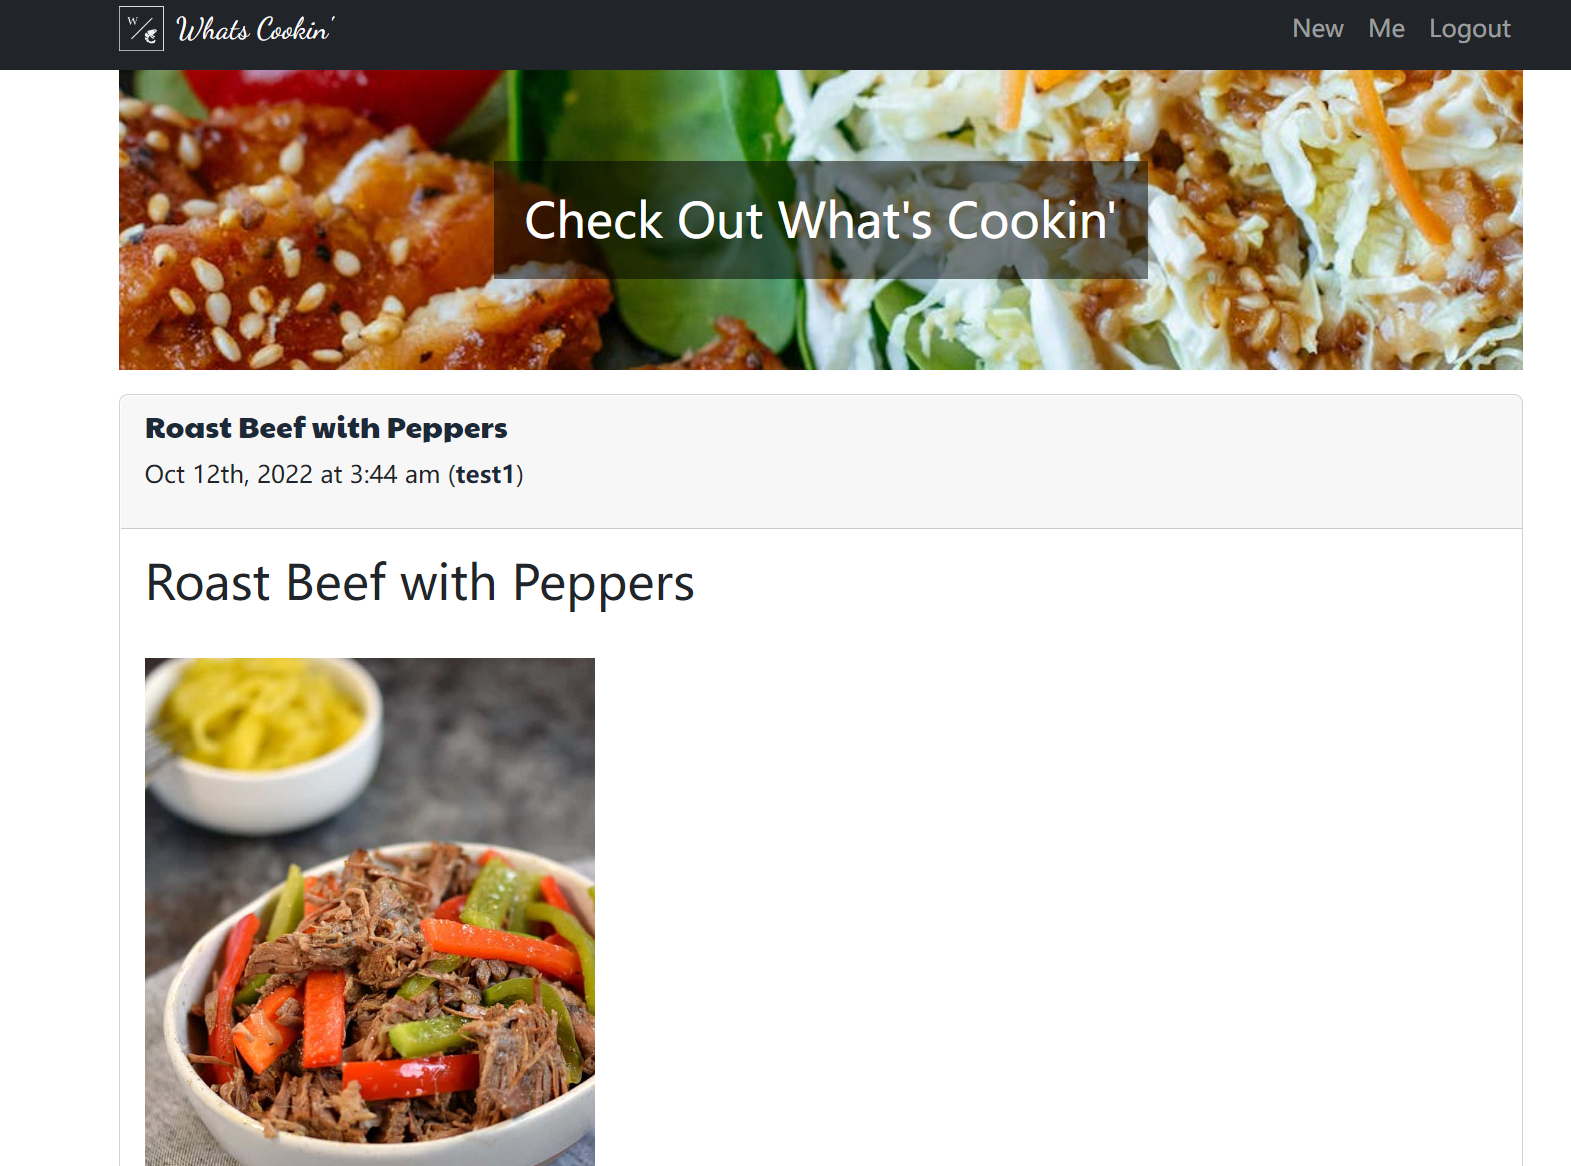 W
Whats Cookin'
New Me Logout
Check Out What's Cookin'
Roast Beef with Peppers
Oct 12th, 2022 at 3:44 am (test1)
Roast Beef with Peppers